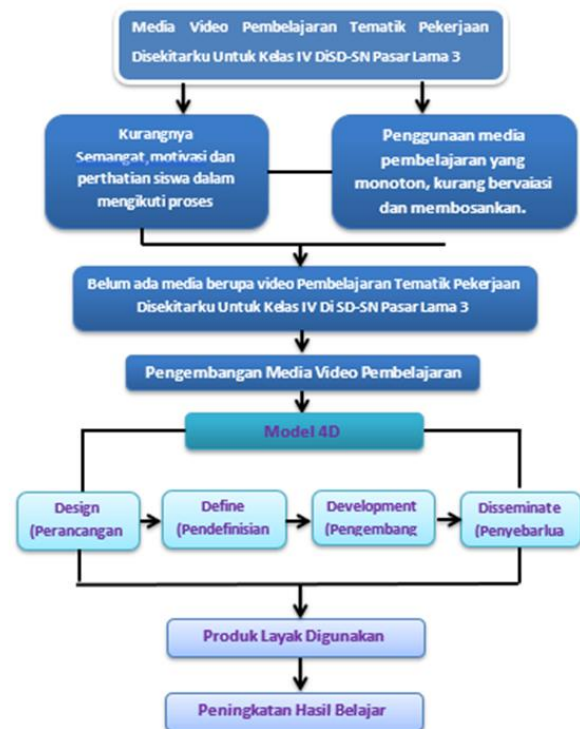 Media Video Pembelajaran Tematik Pekerjaan
Disekitarku Untuk Kelas IV DiSD-SN Pasar Lama 3
Kurangnya
Semangat, motivasi dan
perthatian siswa dalam
mengikuti proses
Penggunaan media
pembelajaran yang
monoton, kurang bervaiasi
dan membosankan.
Belum ada media berupa video Pembelajaran Tematik Pekerjaan
Disekitarku Untuk Kelas IV Di SD-SN Pasar Lama 3
Pengembangan Media Video Pembelajaran
Model 4D
Design
(Perancangan
Define
(Pendefinisian
Development
(Pengembang
Disseminate
(Penyebarlua
Produk Layak Digunakan
Peningkatan Hasil Belajar